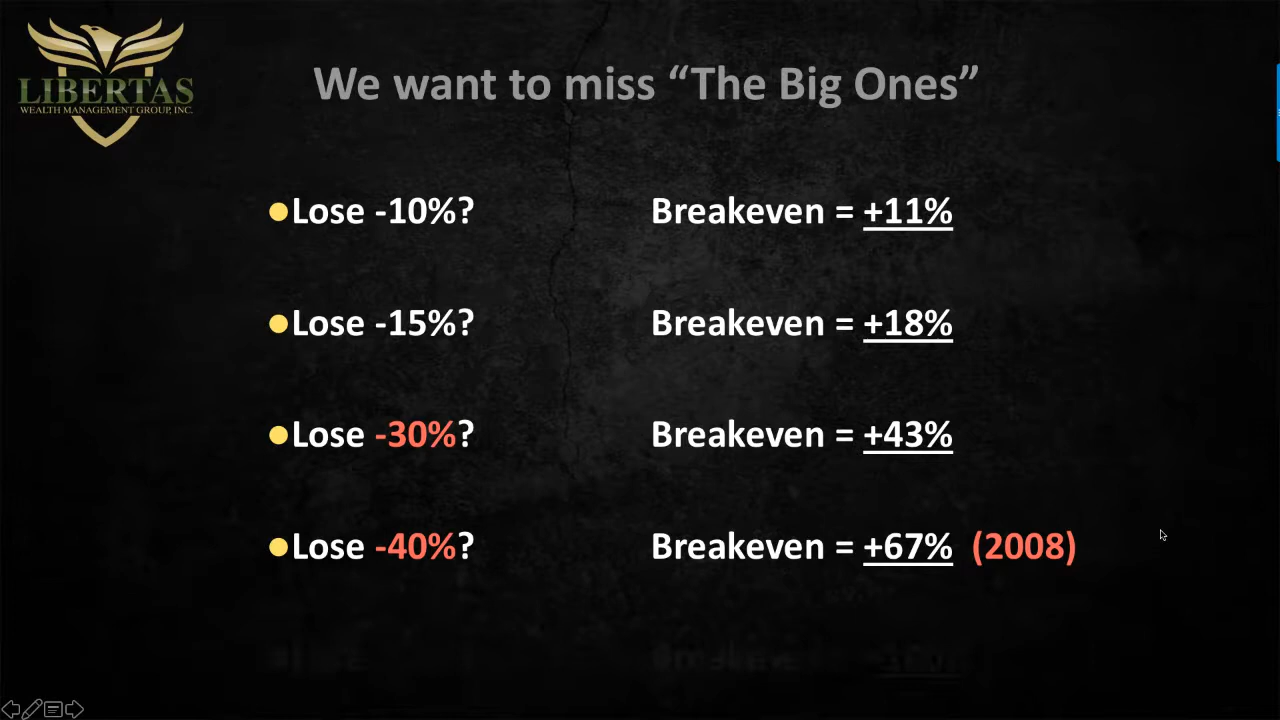 LIBERTAS
WEALTH MANAGEMENT GROUP, INC.
We want to miss “The Big Ones”
Lose -10%? Breakeven = +11%
Lose -15%? Breakeven = +18%
Lose -30%? Breakeven = +43%
Lose -40%? Breakeven = +67% (2008)